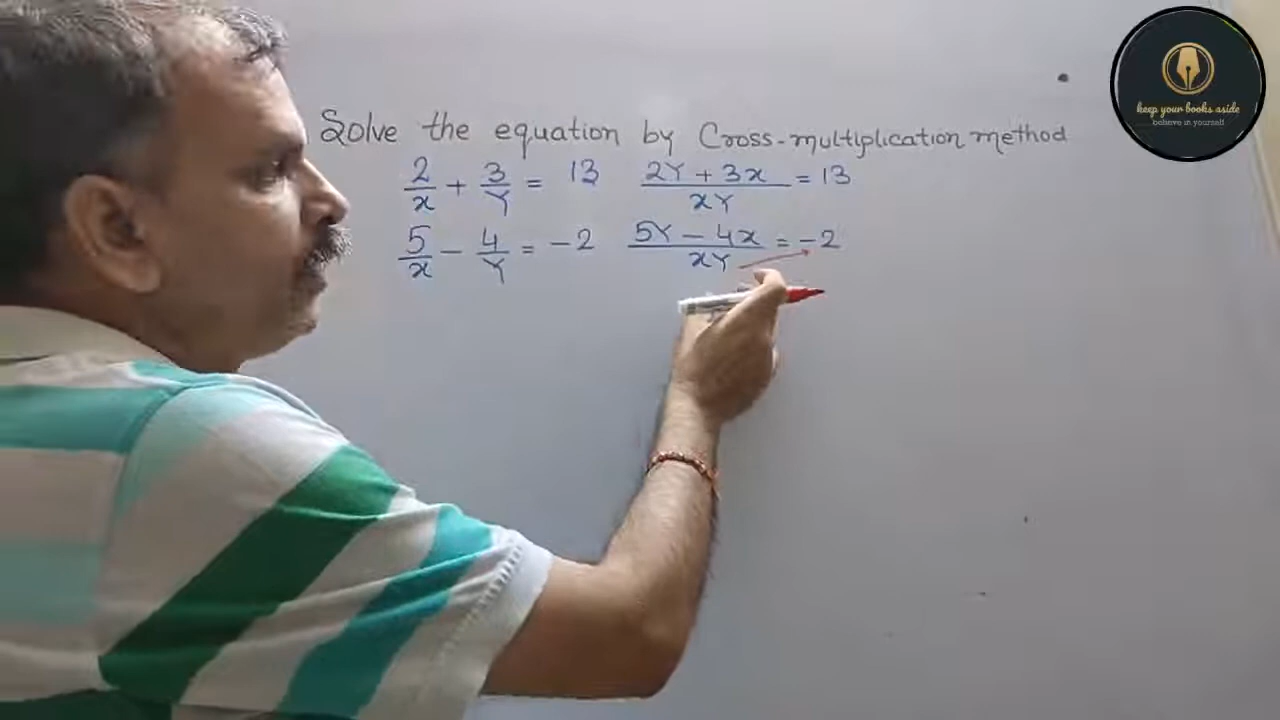 Solve the equation by Cross-multiplication method
2/x + 3/Y = 13 (2Y + 3x)/xY = 13
5/x - 4/Y = -2 (5Y - 4x)/xY = -2
keep your books aside
believe in yourself